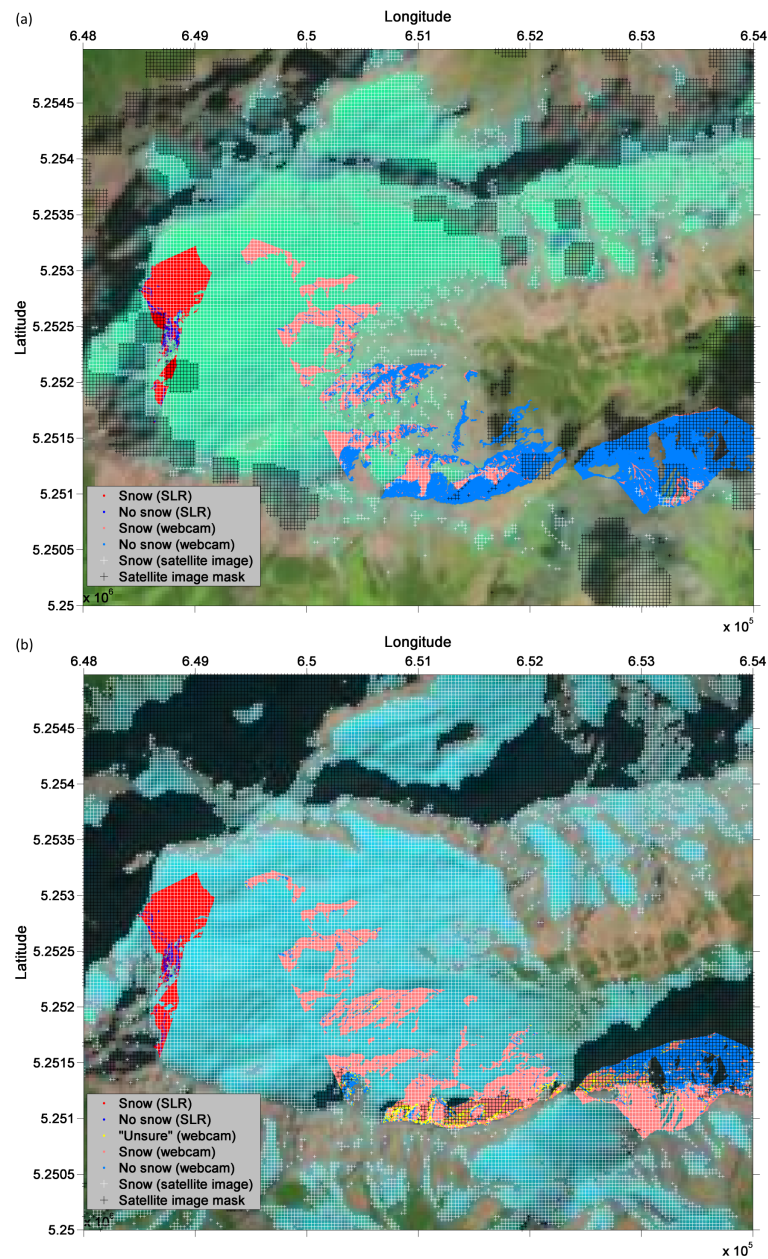 (a)
Longitude
6.48 6.49 6.5 6.51 6.52 6.53 6.54
5.2545
5.254
5.2535
5.253
5.2525
5.252
5.2515
5.251
5.2505
5.25
Latitude
Snow (SLR)
No snow (SLR)
Snow (webcam)
No snow (webcam)
Snow (satellite image)
Satellite image mask
x 10^6
x 10^5
(b)
Longitude
6.48 6.49 6.5 6.51 6.52 6.53 6.54
5.2545
5.254
5.2535
5.253
5.2525
5.252
5.2515
5.251
5.2505
5.25
Latitude
Snow (SLR)
No snow (SLR)
"Unsure" (webcam)
Snow (webcam)
No snow (webcam)
Snow (satellite image)
Satellite image mask
x 10^5